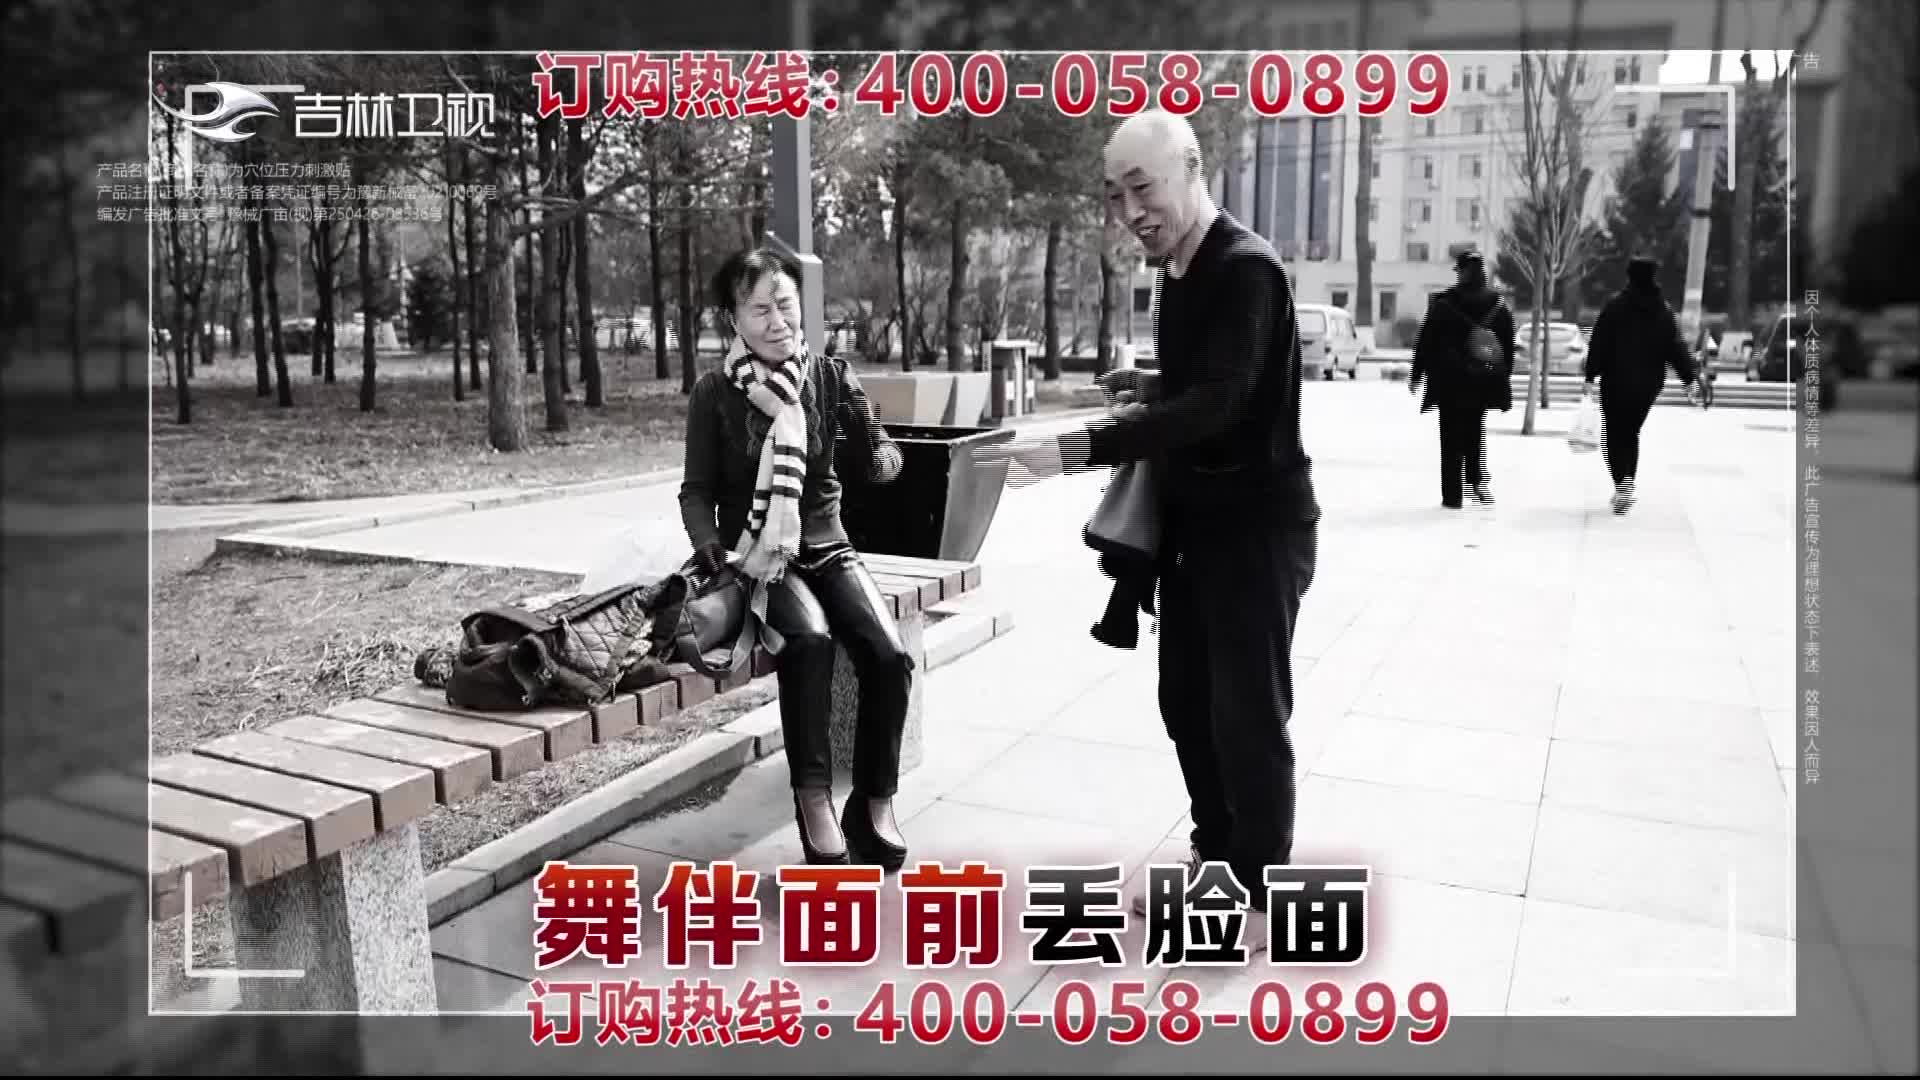 订购热线:400-058-0899
广告
吉林卫视
为穴位压力刺激贴
产品注册证明文件或者备案凭证编号为豫新械备
编发广告批准文号
因个人体质病情等差异，此广告宣传为理想状态下表述，效果因人而异
舞伴面前丢脸面
订购热线:400-058-0899